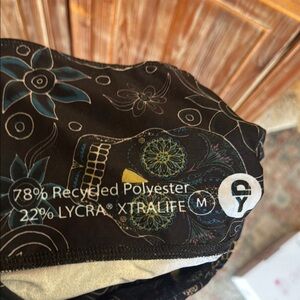 78% Recycled Polyester
22% LYCRA® XTRALIFE M